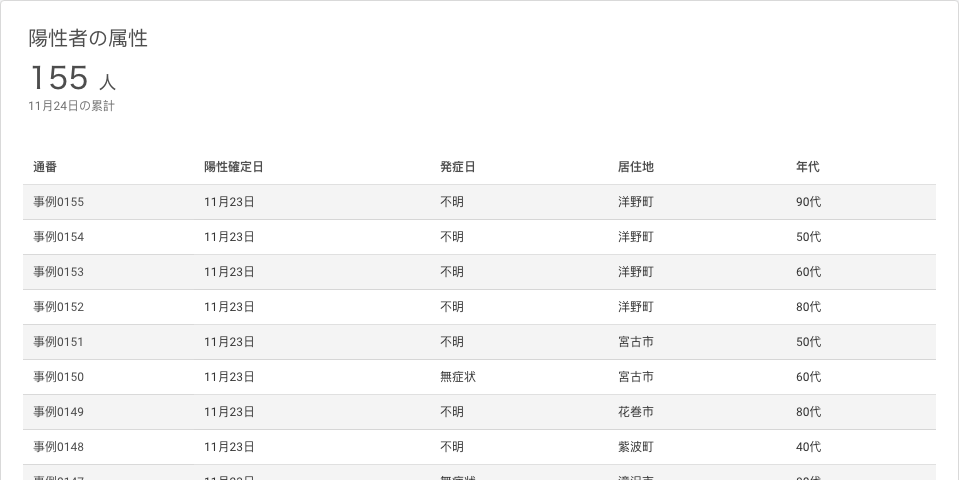 陽性者の属性
155 人
11月24日の累計
通番 陽性確定日 発症日 居住地 年代
事例0155 11月23日 不明 洋野町 90代
事例0154 11月23日 不明 洋野町 50代
事例0153 11月23日 不明 洋野町 60代
事例0152 11月23日 不明 洋野町 80代
事例0151 11月23日 不明 宮古市 50代
事例0150 11月23日 無症状 宮古市 60代
事例0149 11月23日 不明 花巻市 80代
事例0148 11月23日 不明 紫波町 40代